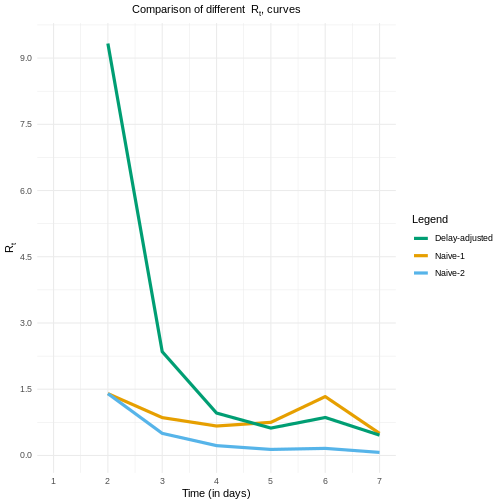 Comparison of different Rt, curves
9.0
7.5
6.0
4.5
3.0
1.5
0.0
Rt,
1 2 3 4 5 6 7
Time (in days)
Legend
Delay-adjusted
Naive-1
Naive-2